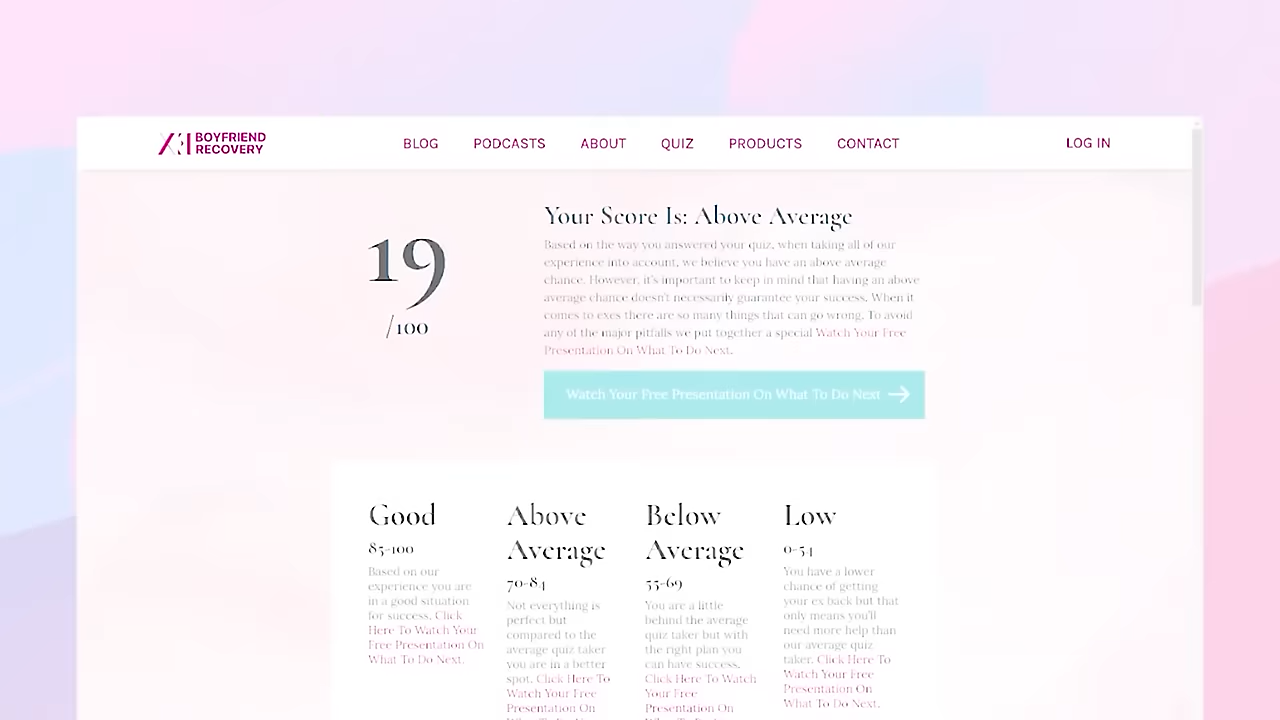 BOYFRIEND
RECOVERY
BLOG
PODCASTS
ABOUT
QUIZ
PRODUCTS
CONTACT
LOG IN
19
/100
Your Score Is: Above Average
Based on the way you answered your quiz, when taking all of our
experience into account, we believe you have an above average
chance. However, it's important to keep in mind that having an above
average chance doesn't necessarily guarantee your success. When it
comes to exes there are so many things that can go wrong. To avoid
any of the major pitfalls we put together a special Watch Your Free
Presentation On What To Do Next.
Watch Your Free Presentation On What To Do Next
Good
85-100
Based on our
experience you are
in a good situation
for success. Click
Here To Watch Your
Free Presentation On
What To Do Next.
Above
Average
70-84
Not everything is
perfect but
compared to the
average quiz taker
you are in a better
spot. Click Here To
Watch Your Free
Presentation On
Below
Average
55-69
You are a little
behind the average
quiz taker but with
the right plan you
can have success.
Click Here To Watch
Your Free
Presentation On
Low
0-54
You have a lower
chance of getting
your ex back but that
only means you'll
need more help than
our average quiz
taker. Click Here To
Watch Your Free
Presentation On
What To Do Next.